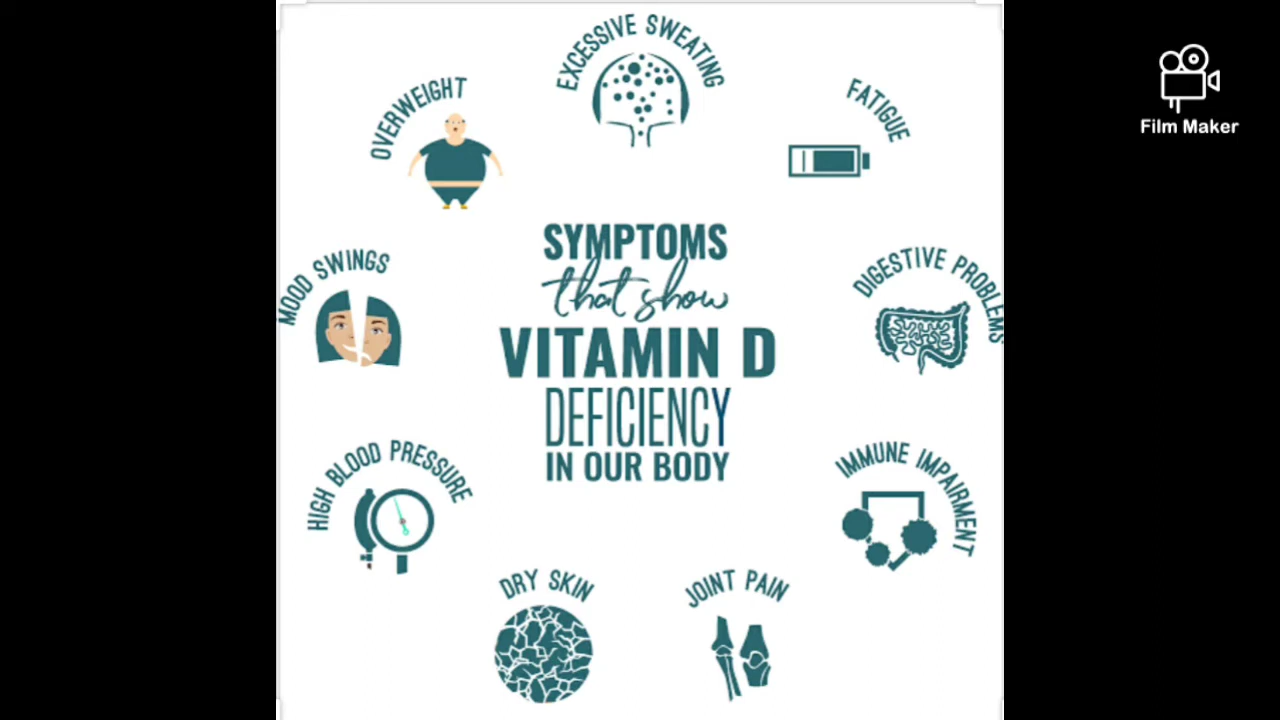 EXCESSIVE SWEATING
OVERWEIGHT
FATIGUE
Film Maker
SYMPTOMS
that show
VITAMIN D
DEFICIENCY
IN OUR BODY
MOOD SWINGS
DIGESTIVE PROBLEMS
HIGH BLOOD PRESSURE
IMMUNE IMPAIRMENT
DRY SKIN
JOINT PAIN